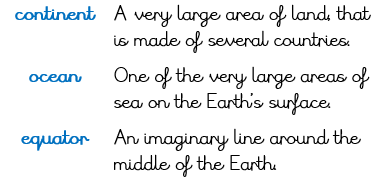 continent A very large area of land, that
is made of several countries.
ocean One of the very large areas of
sea on the Earth's surface.
equator An imaginary line around the
middle of the Earth.